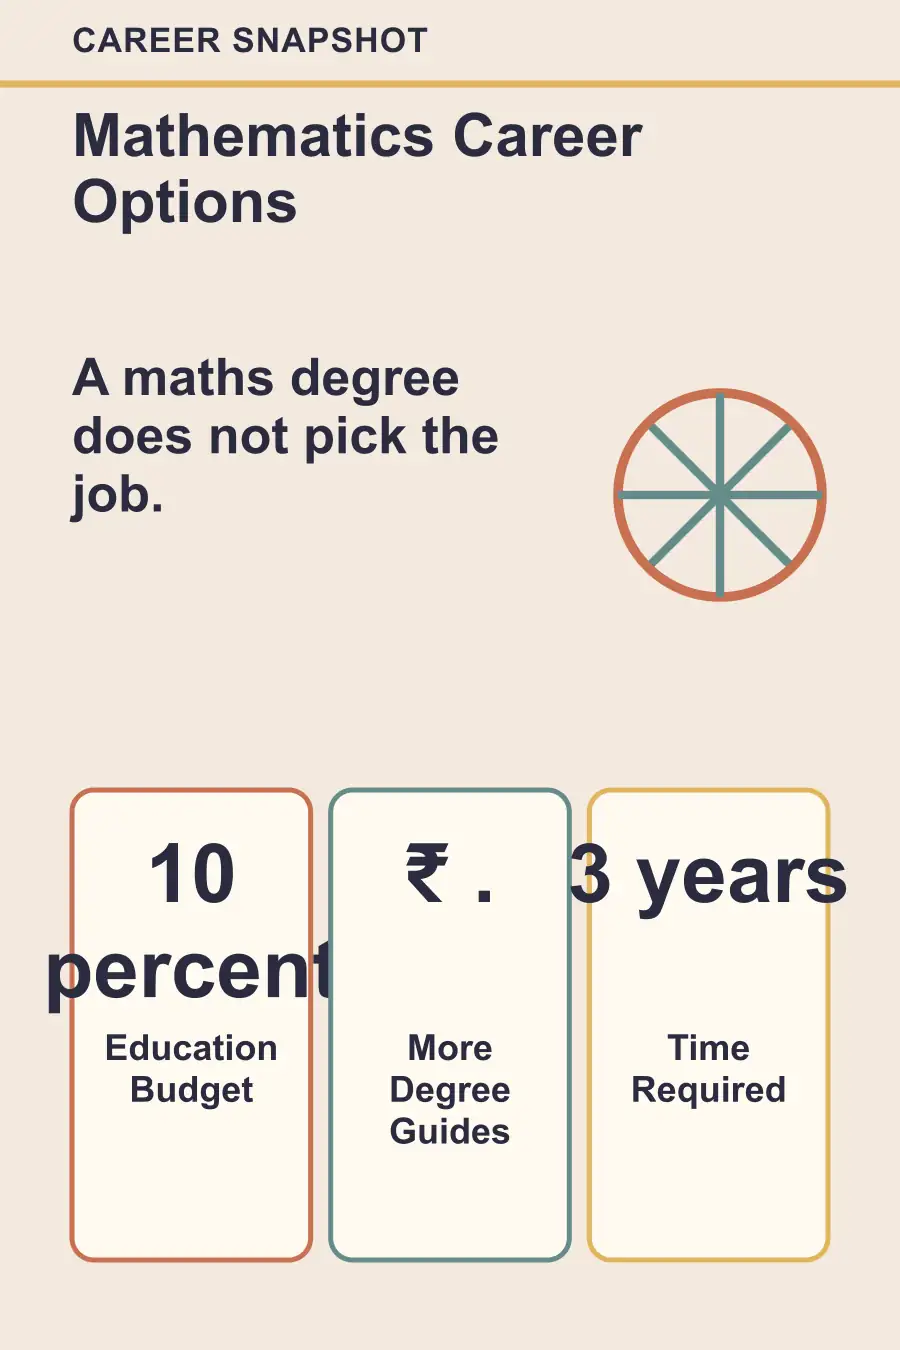 CAREER SNAPSHOT
Mathematics Career
Options
A maths degree
does not pick the
job.
10
percent
Education
Budget
₹ .
More
Degree
Guides
3 years
Time
Required